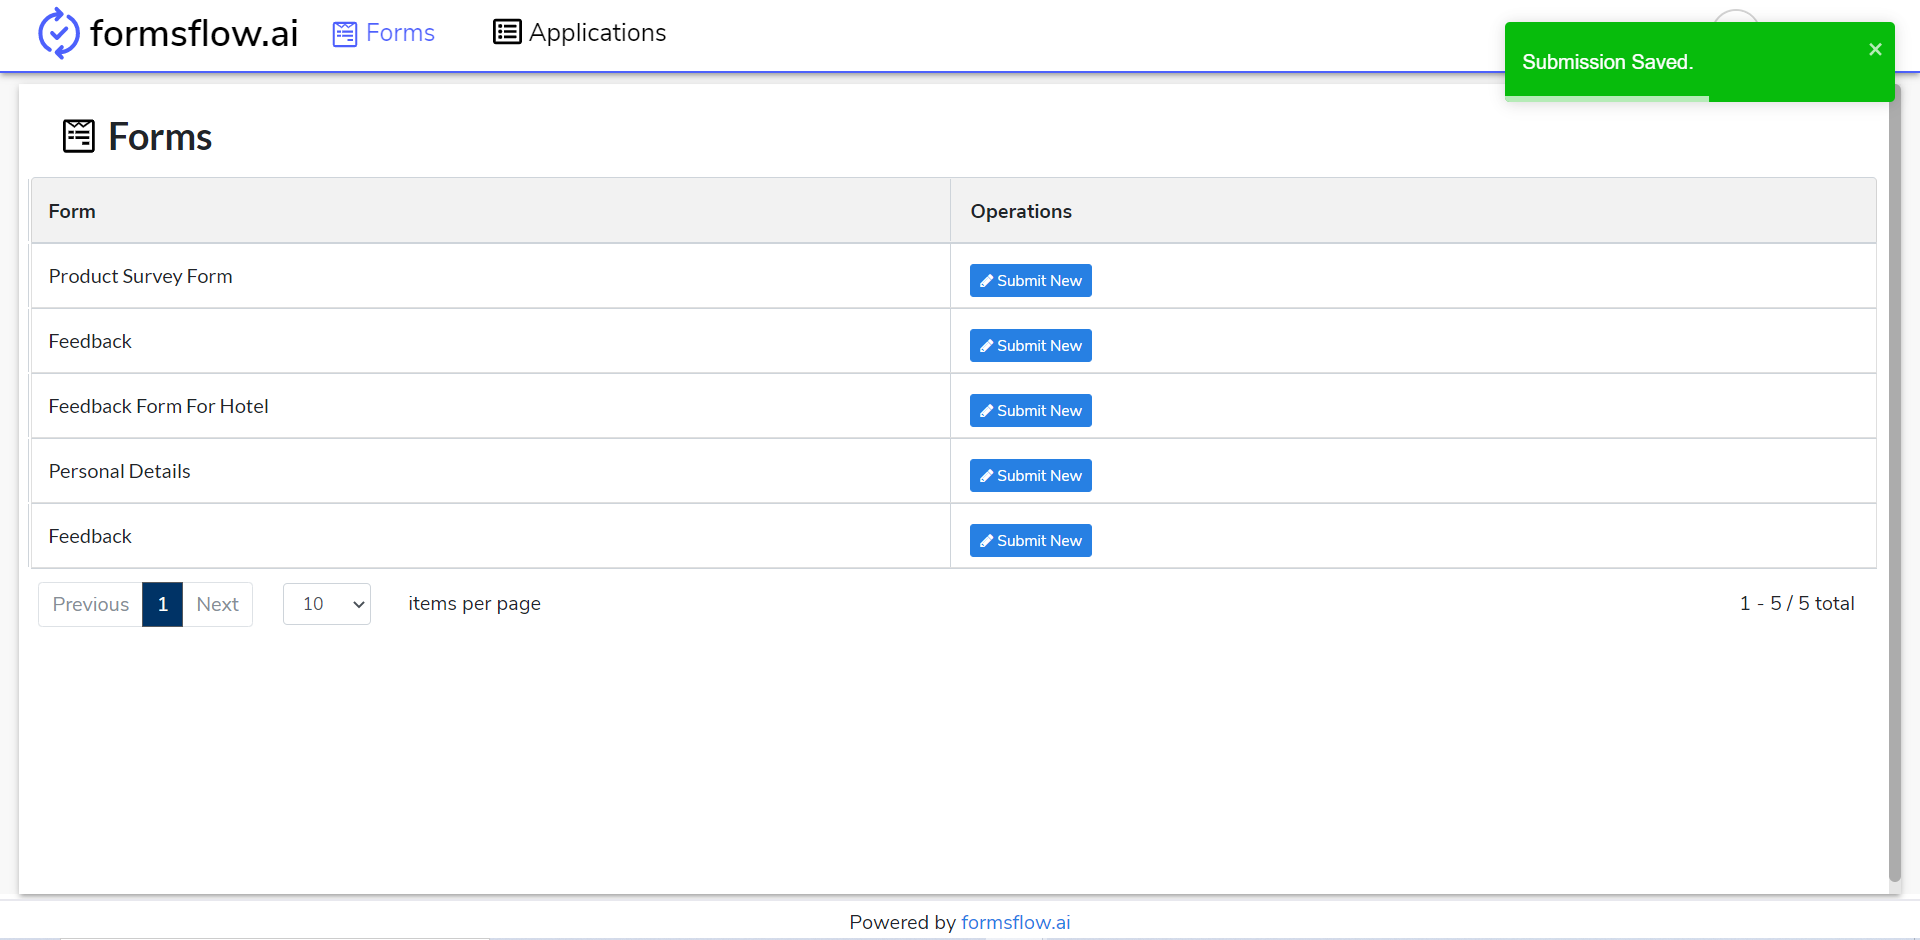 formsflow.ai
Forms
Applications
Submission Saved.
×
Forms
Form
Operations
Product Survey Form
Submit New
Feedback
Submit New
Feedback Form For Hotel
Submit New
Personal Details
Submit New
Feedback
Submit New
Previous 1 Next 10 items per page 1 - 5 / 5 total
Powered by formsflow.ai